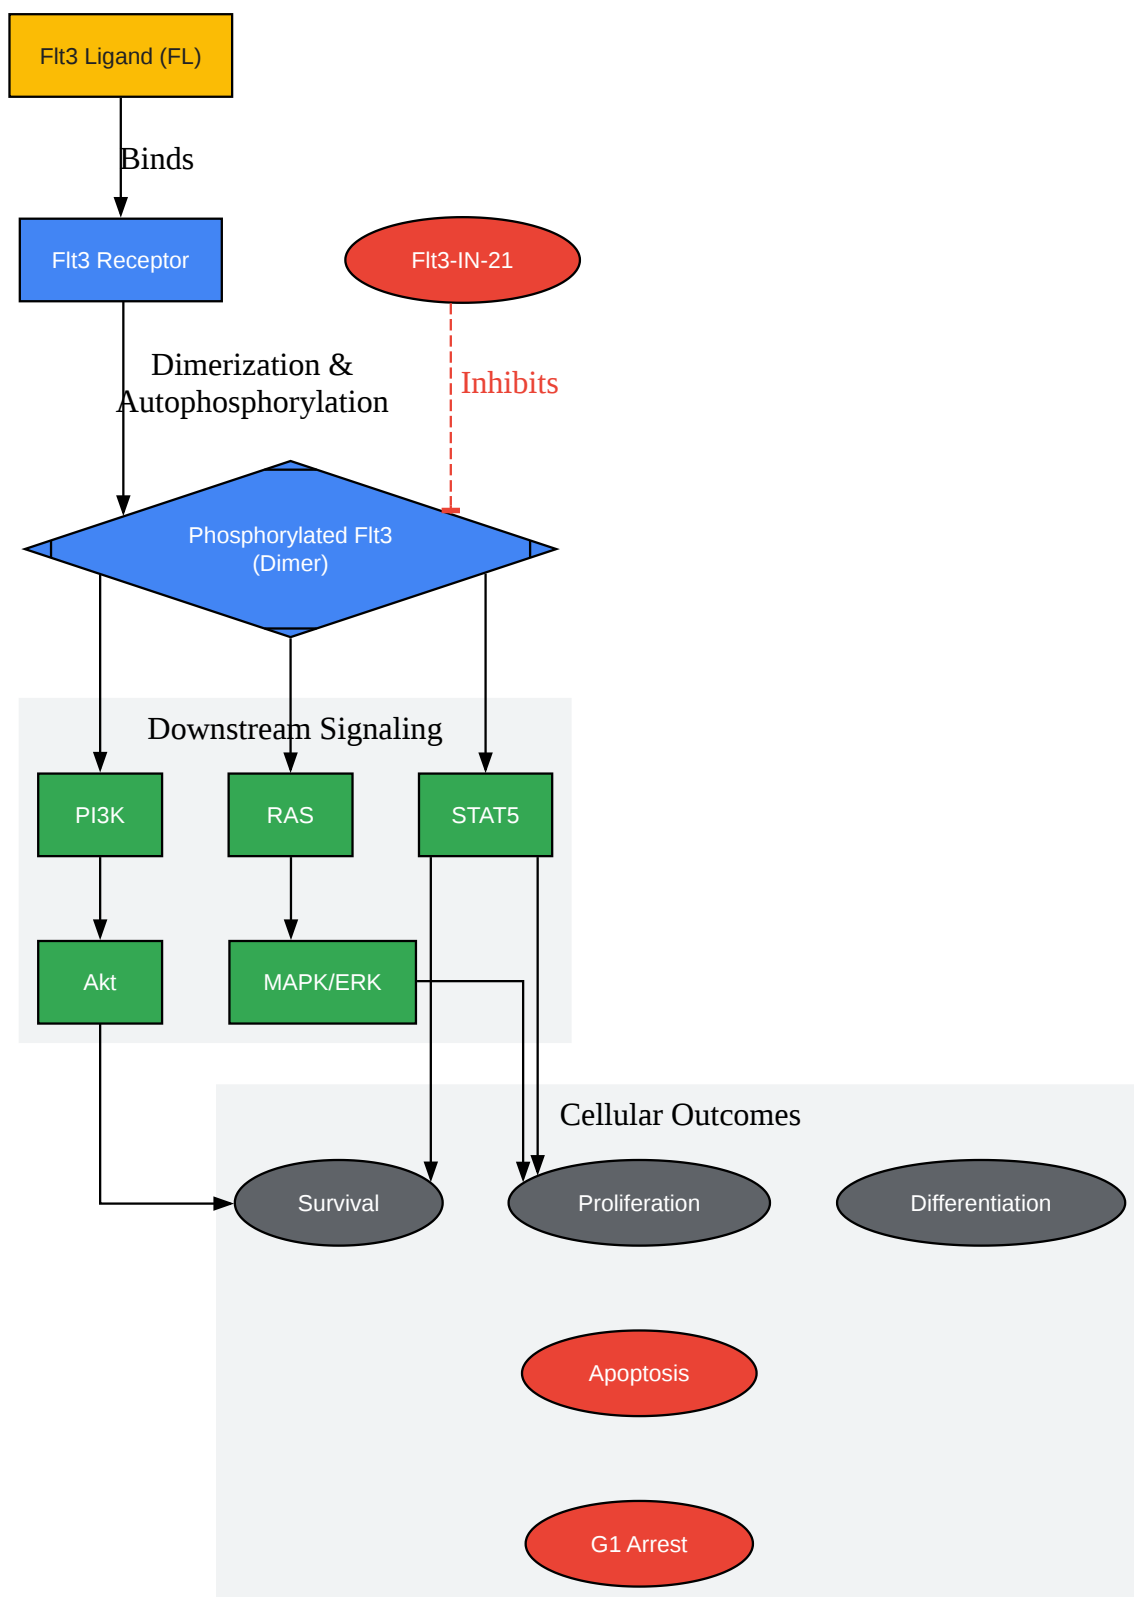 Flt3 Ligand (FL)
Binds
Flt3 Receptor
Flt3-IN-21
Dimerization &
Autophosphorylation
Inhibits
Phosphorylated Flt3
(Dimer)
Downstream Signaling
PI3K
RAS
STAT5
Akt
MAPK/ERK
Cellular Outcomes
Survival
Proliferation
Differentiation
Apoptosis
G1 Arrest